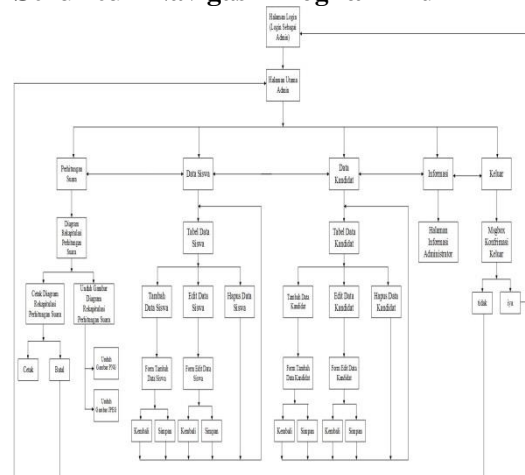 Halaman Login
(Login Sebagai
Admin)
Halaman Utama
Admin
Perhitungan
Suara
Data Siswa
Data
Kandidat
Informasi
Keluar
Diagram
Rekapitulasi
Perhitungan
Suara
Tabel Data
Siswa
Tabel Data
Kandidat
Halaman
Informasi
Administrator
Msgbox
Konfirmasi
Keluar
Cetak Diagram
Rekapitulasi
Perhitungan Suara
Unduh Gambar
Diagram
Rekapitulasi
Perhitungan Suara
Tambah
Data Siswa
Edit Data
Siswa
Hapus Data
Siswa
Tambah Data
Kandidat
Edit Data
Kandidat
Hapus Data
Kandidat
tidak
iya
Cetak
Batal
Unduh
Gambar PNG
Unduh
Gambar JPEG
Form Tambah
Data Siswa
Form Edit Data
Siswa
Form Tambah
Data Kandidat
Form Edit Data
Kandidat
Kembali
Simpan
Kembali
Simpan
Kembali
Simpan
Kembali
Simpan